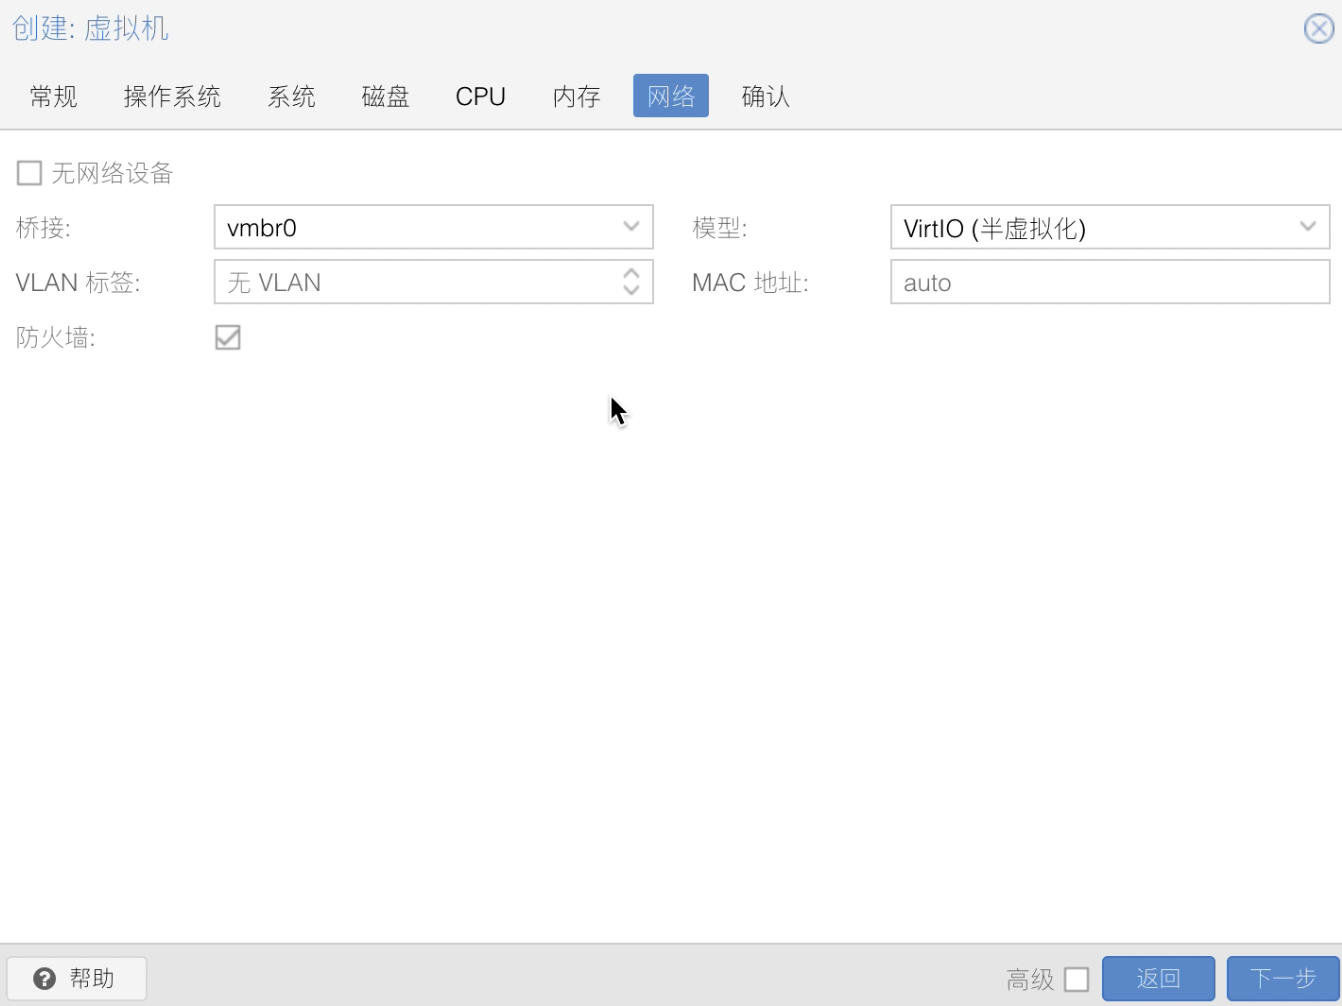 创建: 虚拟机
常规 操作系统 系统 磁盘 CPU 内存 网络 确认
无网络设备
桥接: vmbr0 模型: VirtIO (半虚拟化)
VLAN 标签: 无 VLAN MAC 地址: auto
防火墙:
帮助 高级 返回 下一步